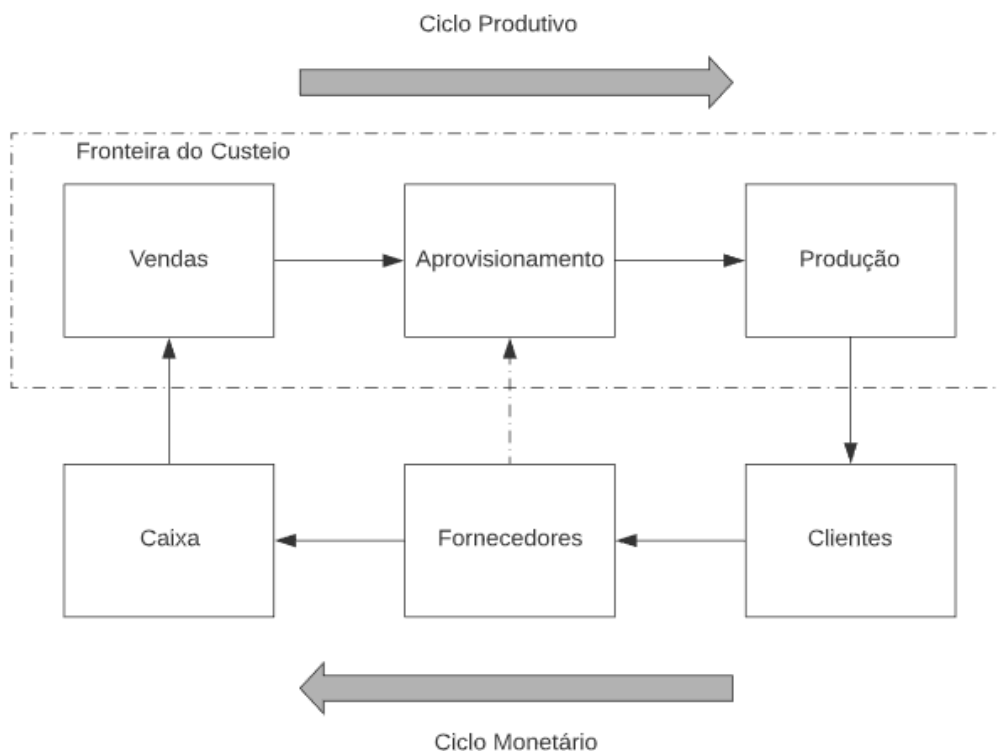 Ciclo Produtivo
Fronteira do Custeio
Vendas
Aprovisionamento
Produção
Caixa
Fornecedores
Clientes
Ciclo Monetário